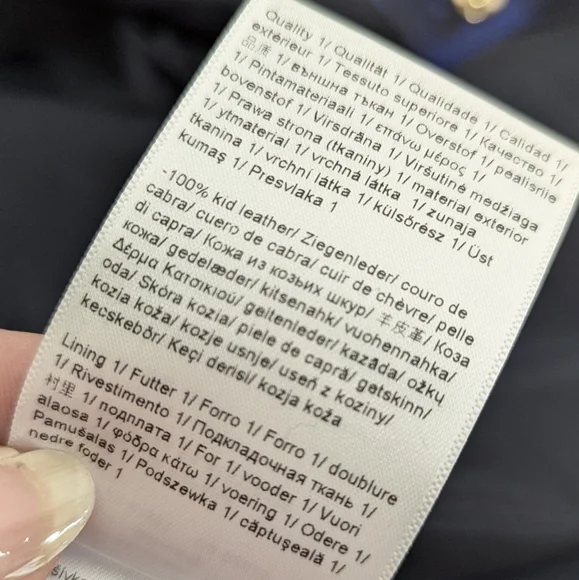 Quality 1/ Qualität 1/ Qualidade 1/ Calidad 1/
extérieur 1/ Tessuto superiore 1/ Качество 1/
1/ външна тъкан 1/ Overstof 1/ pealisriie
1/ Pintamateriaali 1/ επάνω μέρος 1/
bovenstof 1/ Virsdrāna 1/ Viršutinė medžiaga
1/ Prawa strona (tkaniny) 1/ material exterior
1/ ytmaterial 1/ vrchná látka 1/ zunaja
tkanina 1/ vrchní látka 1/ külsőrész 1/ Üst
kumaş 1/ Presvlaka 1
-100% kid leather/ Ziegenleder/ couro de
cabra/ cuero de cabra/ cuir de chèvre/ pelle
di capra/ Кожа из козьих шкур/ 羊皮革/ Коза
кожа/ gedelæder/ kitsenahk/ vuohennahka/
Δέρμα Κατσικιού/ geitenleder/ kazāda/ ožkų
oda/ Skóra kozia/ piele de capră/ getskinn/
kozia koža/ kozje usnje/ useň z koziny/
kecskebőr/ Keçi derisi/ kozja koža
Lining 1/ Futter 1/ Forro 1/ Forro 1/ doublure
1/ Rivestimento 1/ Подкладочная ткань 1/
村里 1/ подплата 1/ For 1/ vooder 1/ Vuori
alaosa 1/ φόδρα κάτω 1/ voering 1/ Odere 1/
Pamušalas 1/ Podszewka 1/ căptuşeală 1/
nedre foder 1